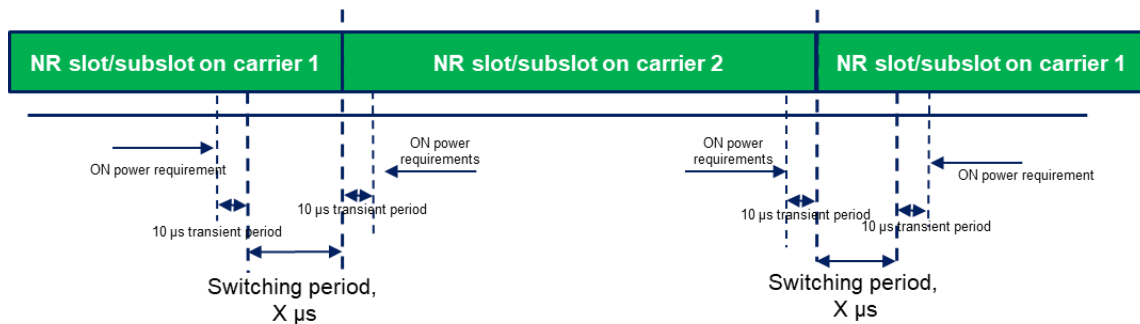 NR slot/subslot on carrier 1
NR slot/subslot on carrier 2
NR slot/subslot on carrier 1
ON power requirement
10 µs transient period
Switching period,
X µs
10 µs transient period
ON power
requirements
ON power
requirements
10 µs transient period
Switching period,
X µs
10 µs transient period
ON power requirement